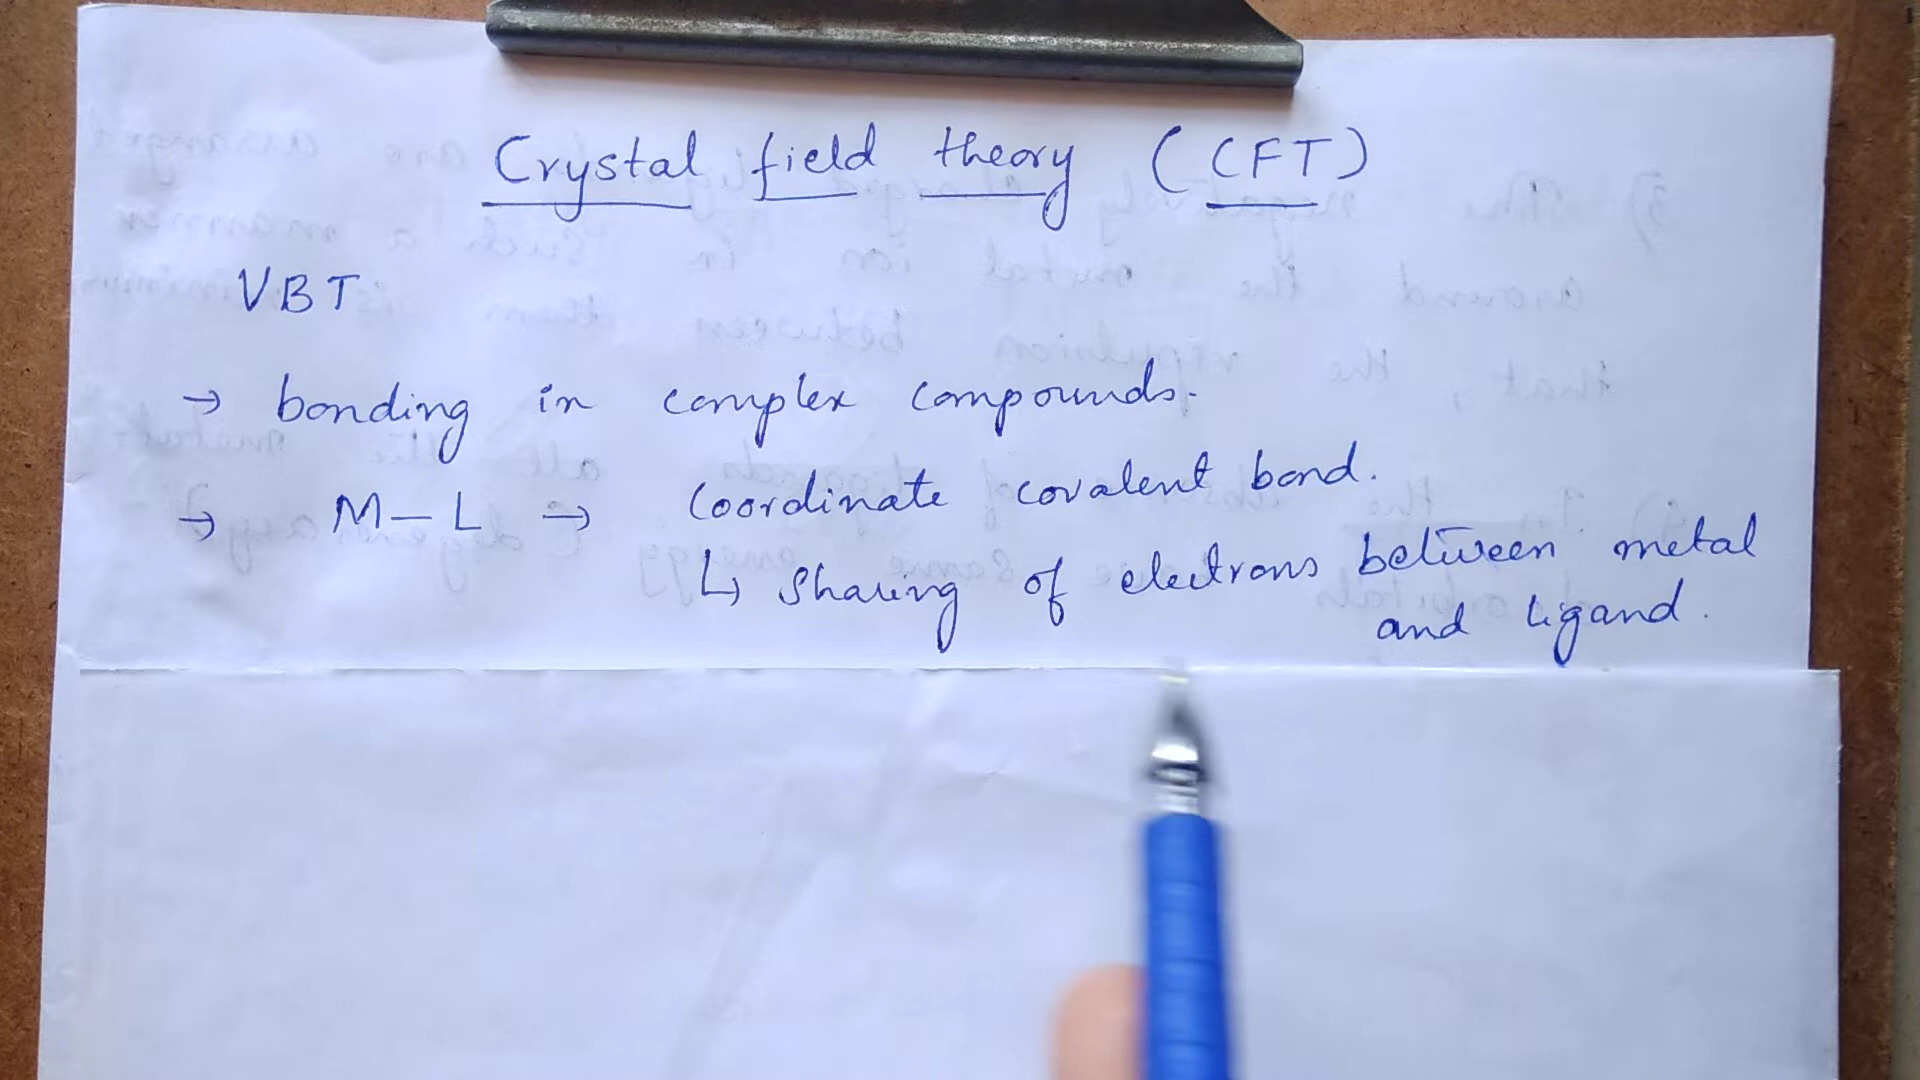 Crystal field theory (CFT)
VBT
→ bonding in complex compounds.
→ M - L → Coordinate covalent bond.
↳ Sharing of electrons between metal
and ligand.